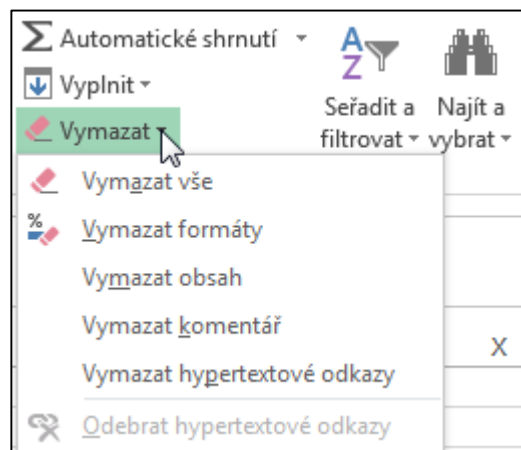 Automatické shrnutí
Vyplnit
Vymazat
A
Z
Seřadit a
filtrovat
Najít a
vybrat
Vymazat vše
%
Vymazat formáty
Vymazat obsah
Vymazat komentář
Vymazat hypertextové odkazy
Odebrat hypertextové odkazy
X